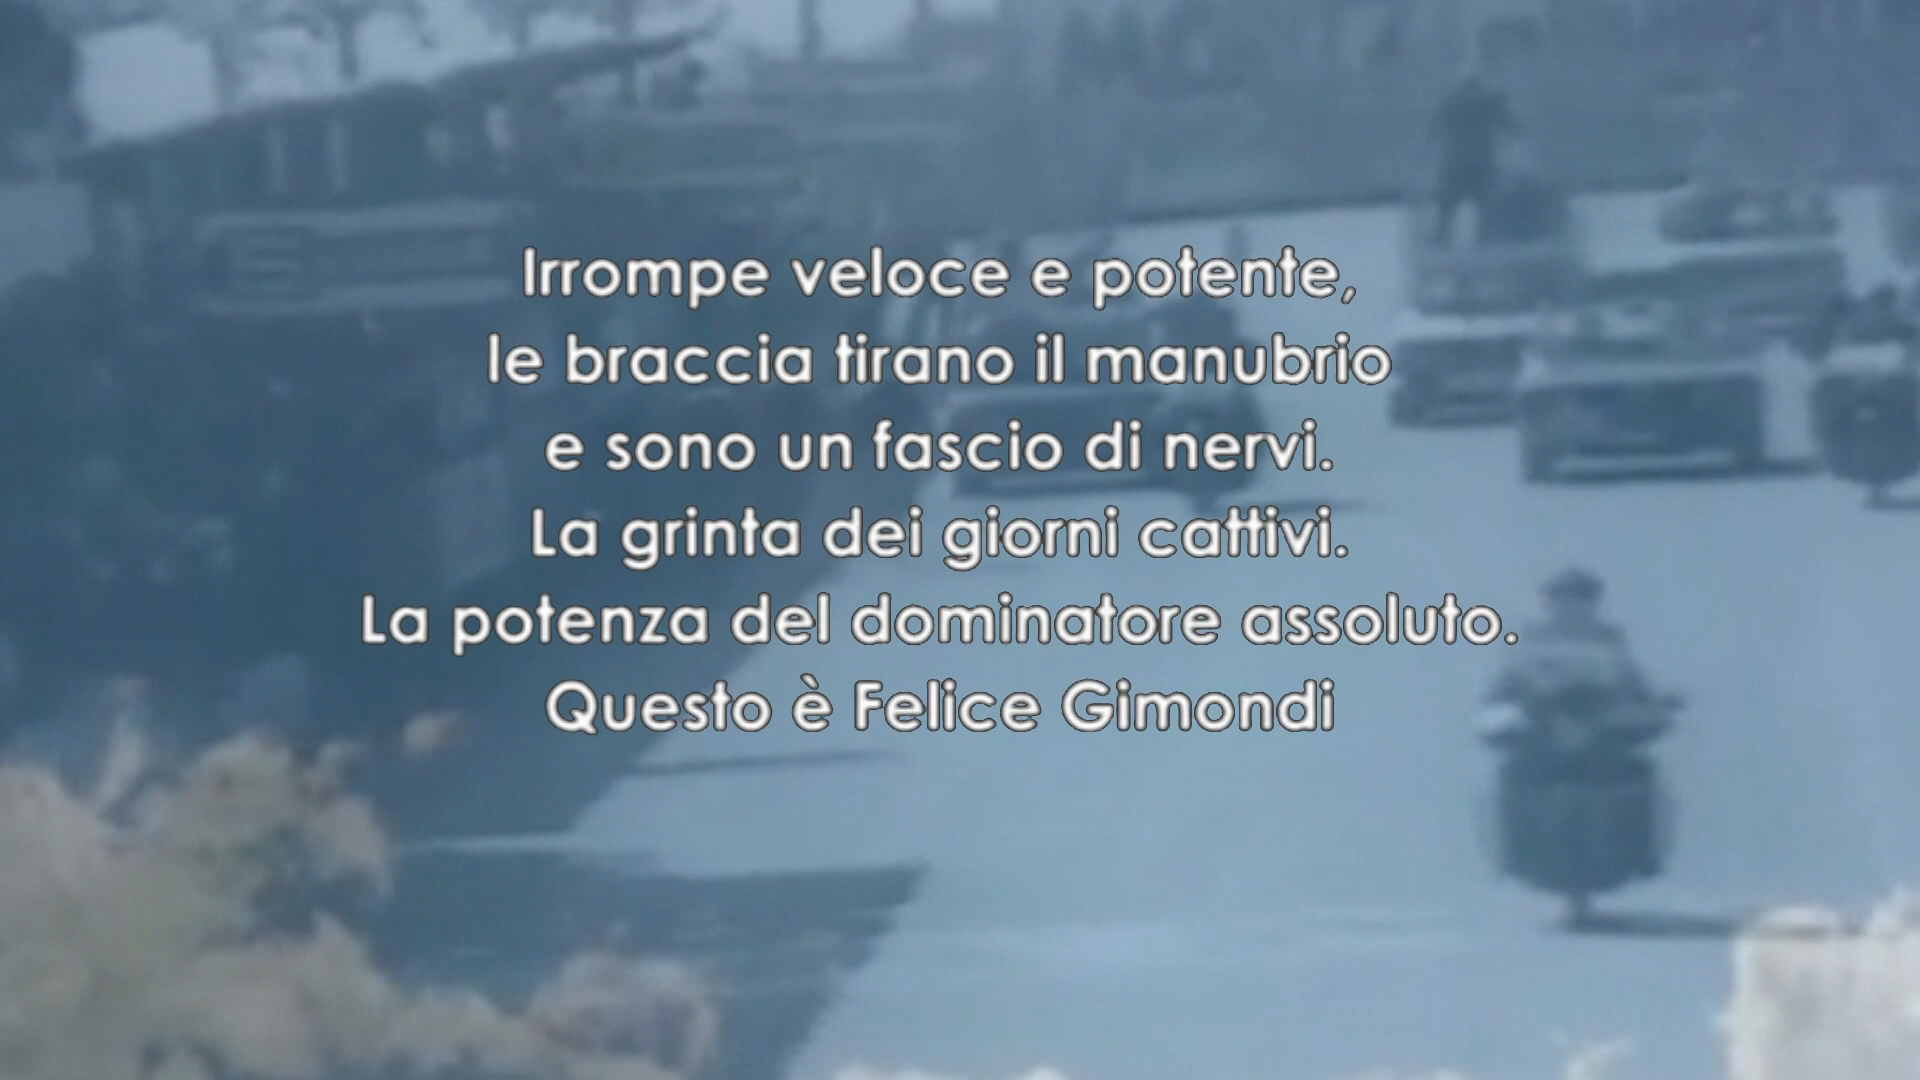 Irrompe veloce e potente,
le braccia tirano il manubrio
e sono un fascio di nervi.
La grinta dei giorni cattivi.
La potenza del dominatore assoluto.
Questo è Felice Gimondi